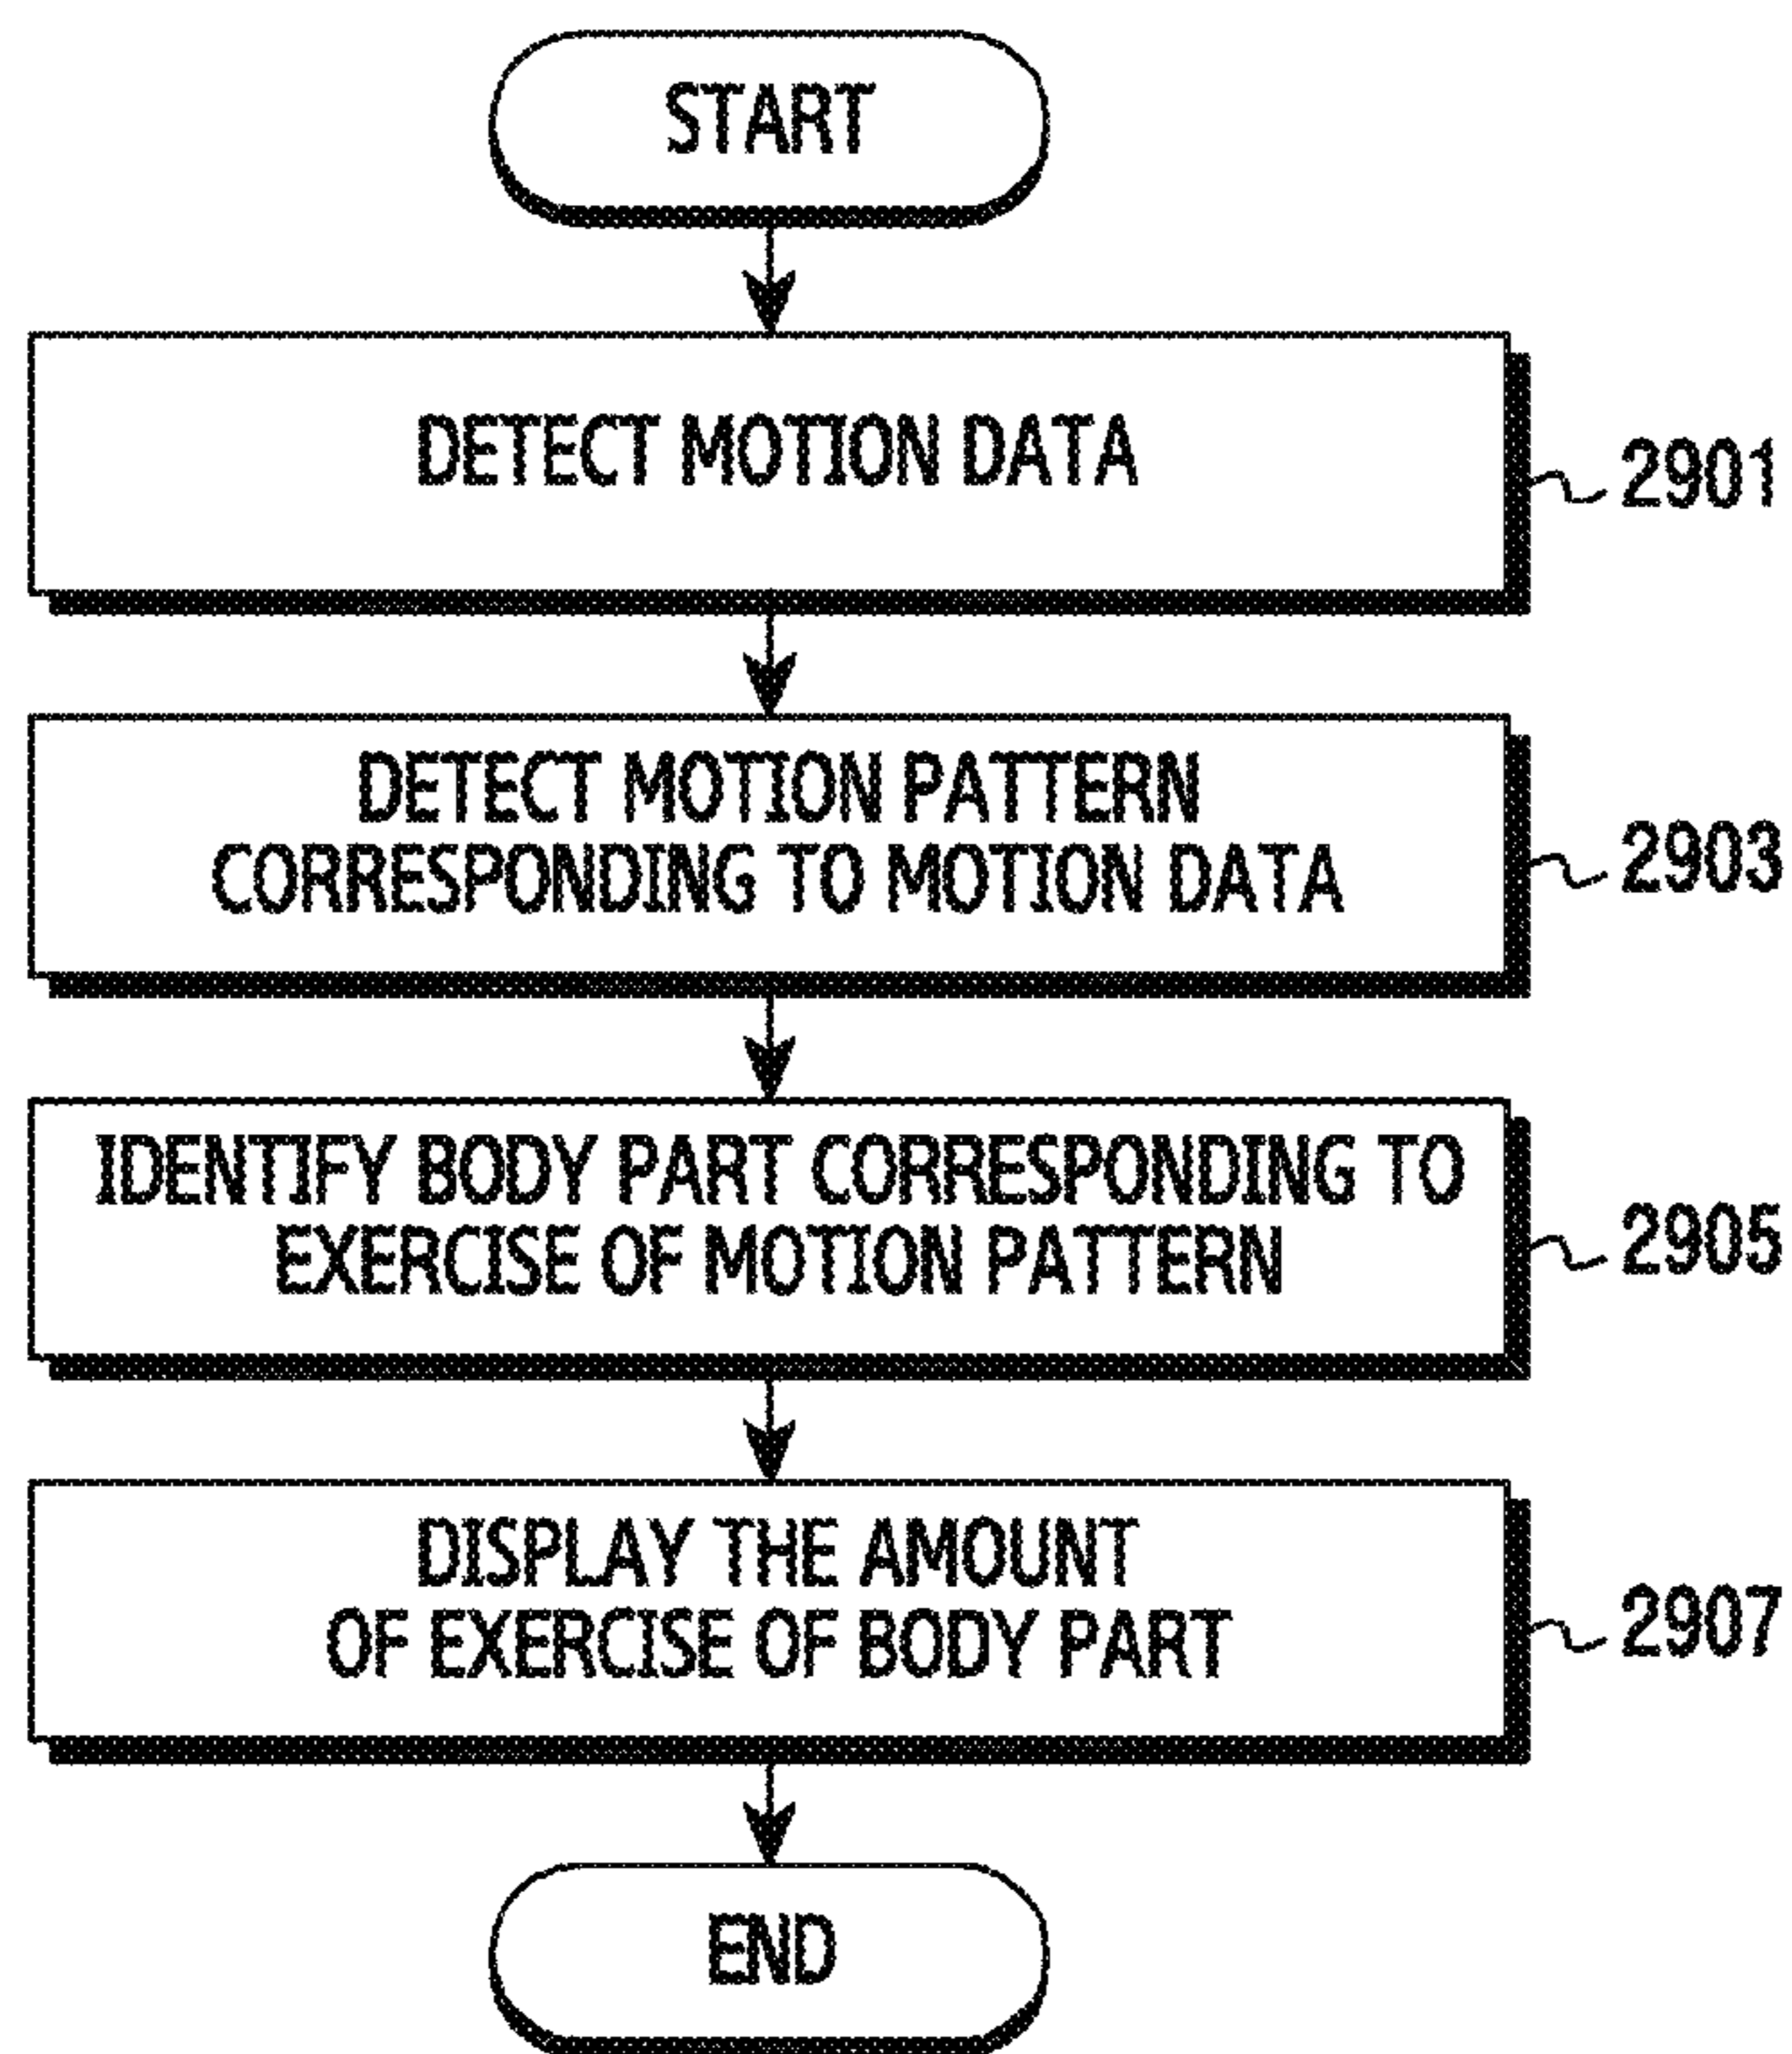 START
DETECT MOTION DATA
2901
DETECT MOTION PATTERN
CORRESPONDING TO MOTION DATA
2903
IDENTIFY BODY PART CORRESPONDING TO
EXERCISE OF MOTION PATTERN
2905
DISPLAY THE AMOUNT
OF EXERCISE OF BODY PART
2907
END